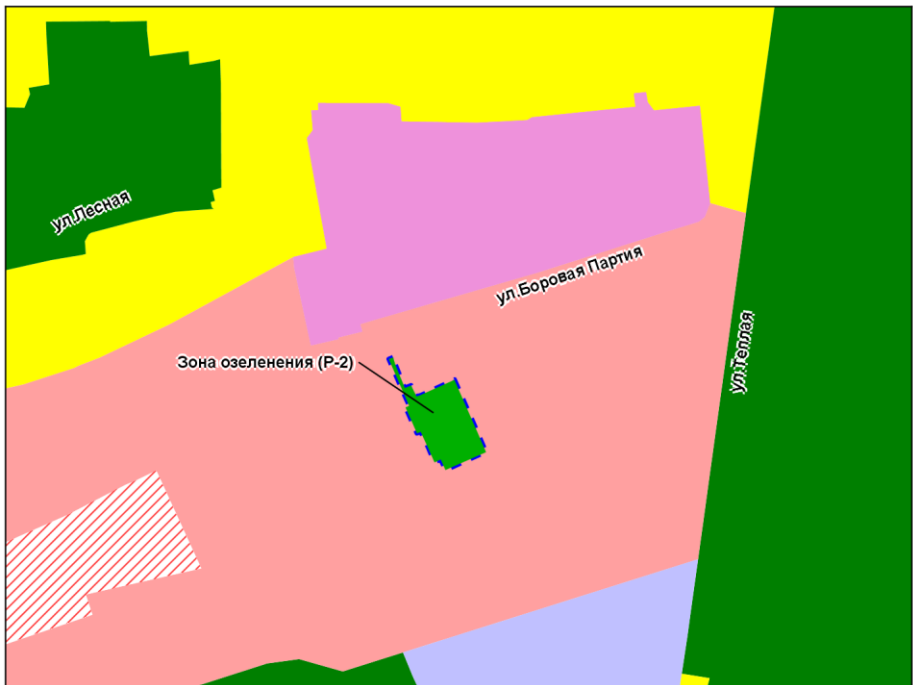 ул.Лесная
ул.Боровая Партия
ул.Теплая
Зона озеленения (Р-2)